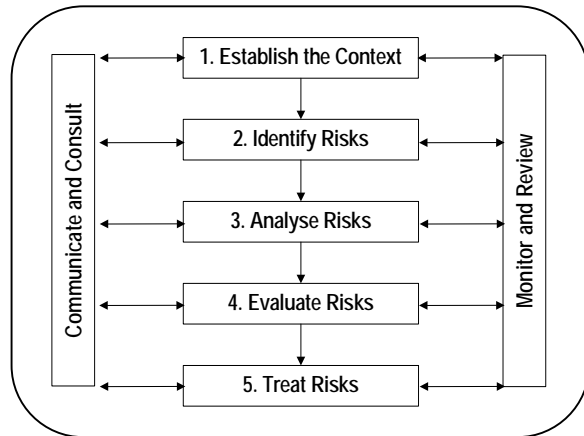 1. Establish the Context
2. Identify Risks
3. Analyse Risks
4. Evaluate Risks
5. Treat Risks
Communicate and Consult
Monitor and Review